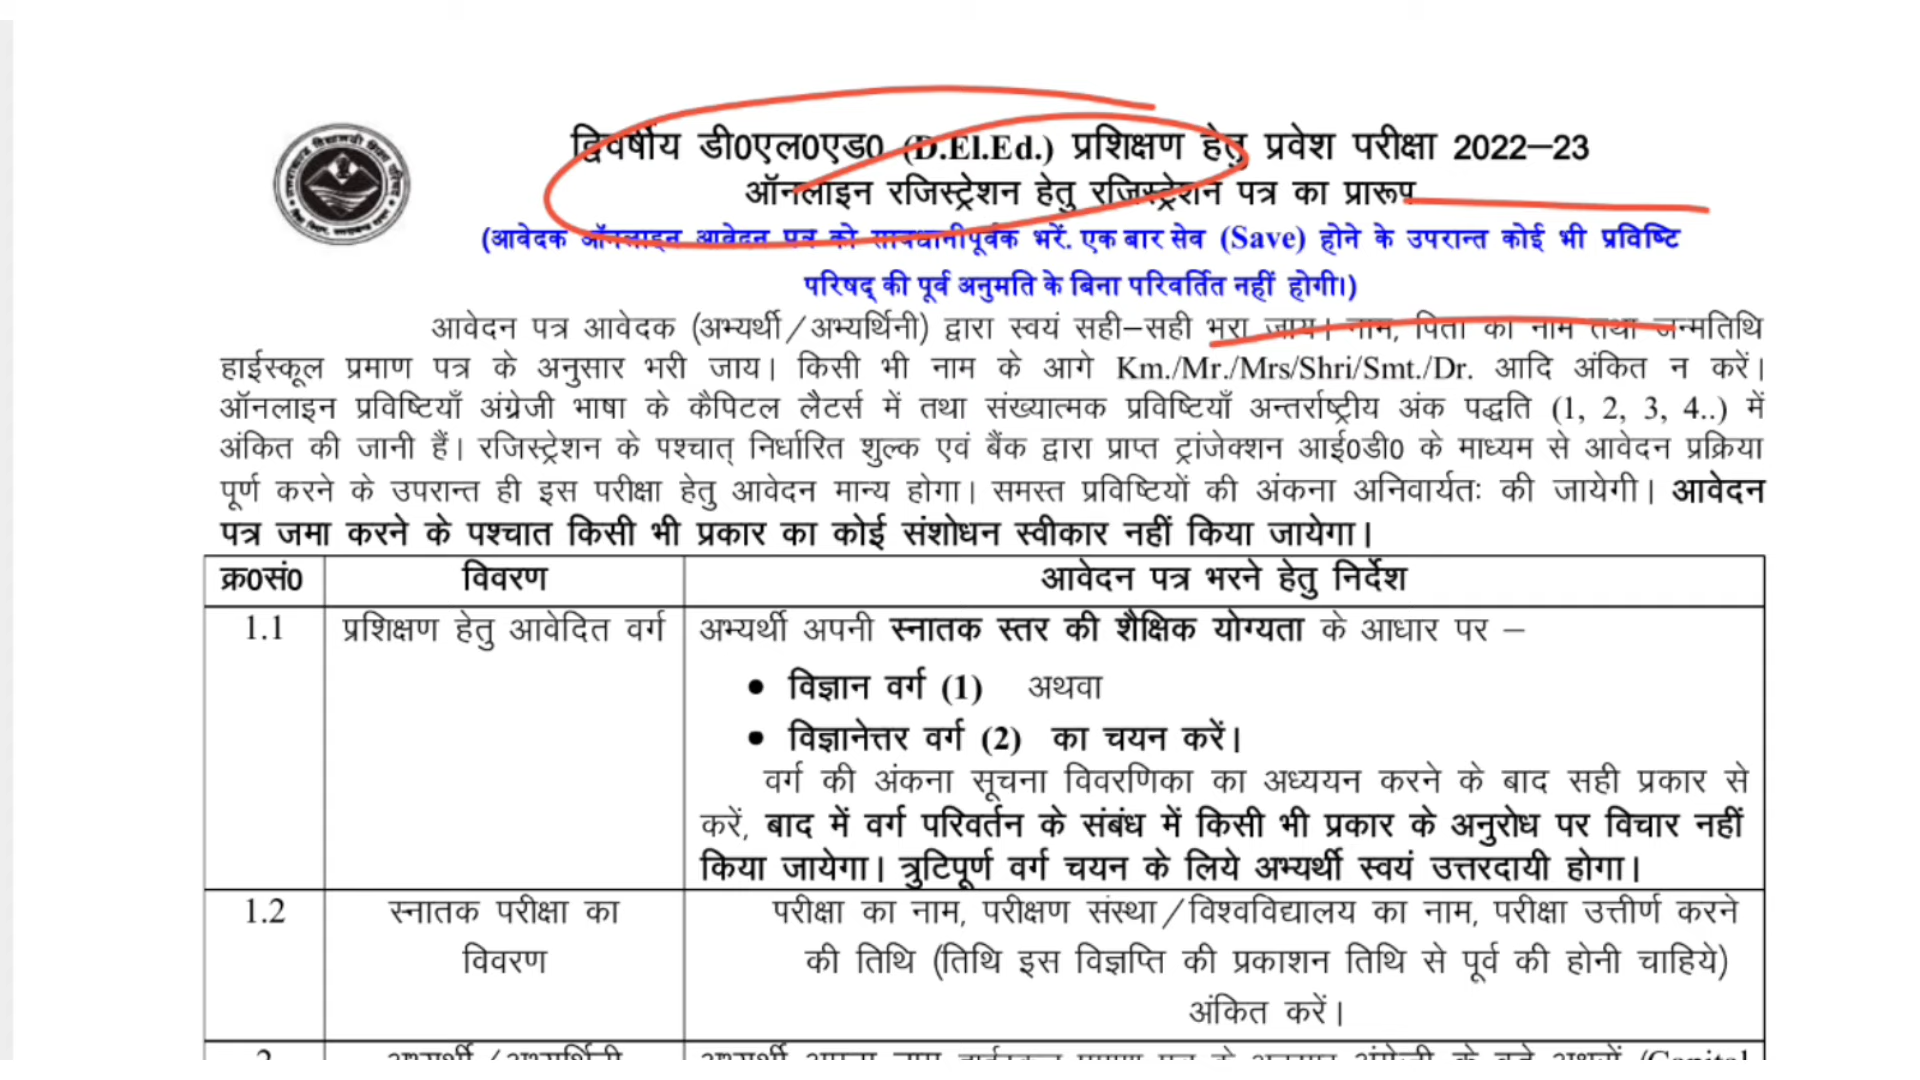 द्विवर्षीय डी0एल0एड0 (D.El.Ed.) प्रशिक्षण हेतु प्रवेश परीक्षा 2022–23
ऑनलाइन रजिस्ट्रेशन हेतु रजिस्ट्रेशन पत्र का प्रारूप
(आवेदक ऑनलाइन आवेदन पत्र को सावधानीपूर्वक भरें. एक बार सेव (Save) होने के उपरान्त कोई भी प्रविष्टि
परिषद् की पूर्व अनुमति के बिना परिवर्तित नहीं होगी।)
आवेदन पत्र आवेदक (अभ्यर्थी/अभ्यर्थिनी) द्वारा स्वयं सही–सही भरा जाय। नाम, पिता का नाम तथा जन्मतिथि
हाईस्कूल प्रमाण पत्र के अनुसार भरी जाय। किसी भी नाम के आगे Km./Mr./Mrs/Shri/Smt./Dr. आदि अंकित न करें।
ऑनलाइन प्रविष्टियाँ अंग्रेजी भाषा के कैपिटल लैटर्स में तथा संख्यात्मक प्रविष्टियाँ अन्तर्राष्ट्रीय अंक पद्धति (1, 2, 3, 4..) में
अंकित की जानी हैं। रजिस्ट्रेशन के पश्चात् निर्धारित शुल्क एवं बैंक द्वारा प्राप्त ट्रांजेक्शन आई0डी0 के माध्यम से आवेदन प्रक्रिया
पूर्ण करने के उपरान्त ही इस परीक्षा हेतु आवेदन मान्य होगा। समस्त प्रविष्टियों की अंकना अनिवार्यतः की जायेगी। आवेदन
पत्र जमा करने के पश्चात किसी भी प्रकार का कोई संशोधन स्वीकार नहीं किया जायेगा।
क्र0सं0 विवरण आवेदन पत्र भरने हेतु निर्देश
1.1 प्रशिक्षण हेतु आवेदित वर्ग अभ्यर्थी अपनी स्नातक स्तर की शैक्षिक योग्यता के आधार पर –
• विज्ञान वर्ग (1) अथवा
• विज्ञानेत्तर वर्ग (2) का चयन करें।
वर्ग की अंकना सूचना विवरणिका का अध्ययन करने के बाद सही प्रकार से
करें, बाद में वर्ग परिवर्तन के संबंध में किसी भी प्रकार के अनुरोध पर विचार नहीं
किया जायेगा। त्रुटिपूर्ण वर्ग चयन के लिये अभ्यर्थी स्वयं उत्तरदायी होगा।
1.2 स्नातक परीक्षा का परीक्षा का नाम, परीक्षण संस्था/विश्वविद्यालय का नाम, परीक्षा उत्तीर्ण करने
विवरण की तिथि (तिथि इस विज्ञप्ति की प्रकाशन तिथि से पूर्व की होनी चाहिये)
अंकित करें।